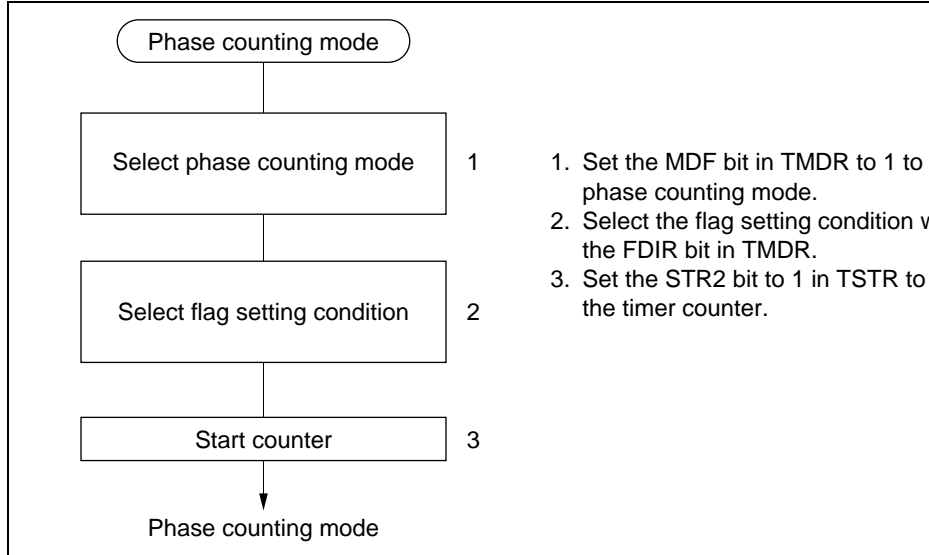 Phase counting mode
Select phase counting mode
1
Select flag setting condition
2
Start counter
3
Phase counting mode
1. Set the MDF bit in TMDR to 1 to
phase counting mode.
2. Select the flag setting condition
the FDIR bit in TMDR.
3. Set the STR2 bit to 1 in TSTR to
the timer counter.